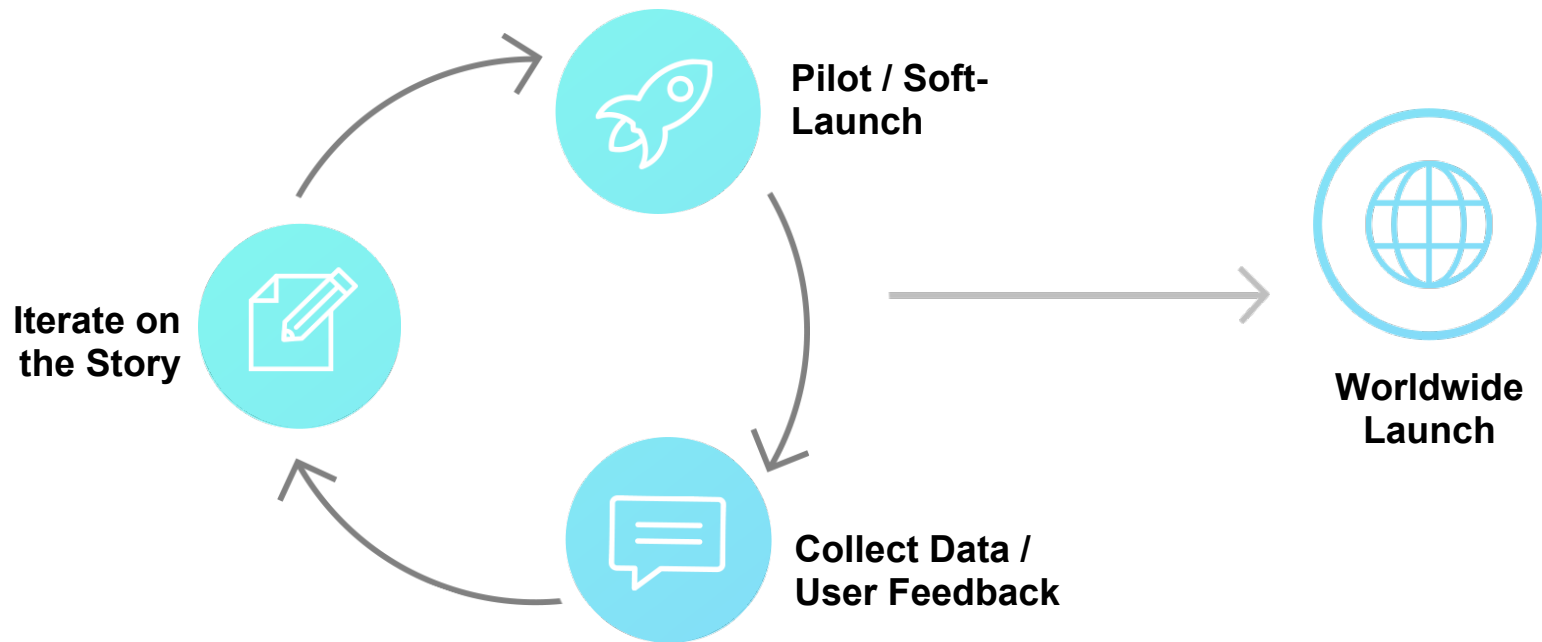 Pilot / Soft-
Launch
Iterate on
the Story
Worldwide
Launch
Collect Data /
User Feedback